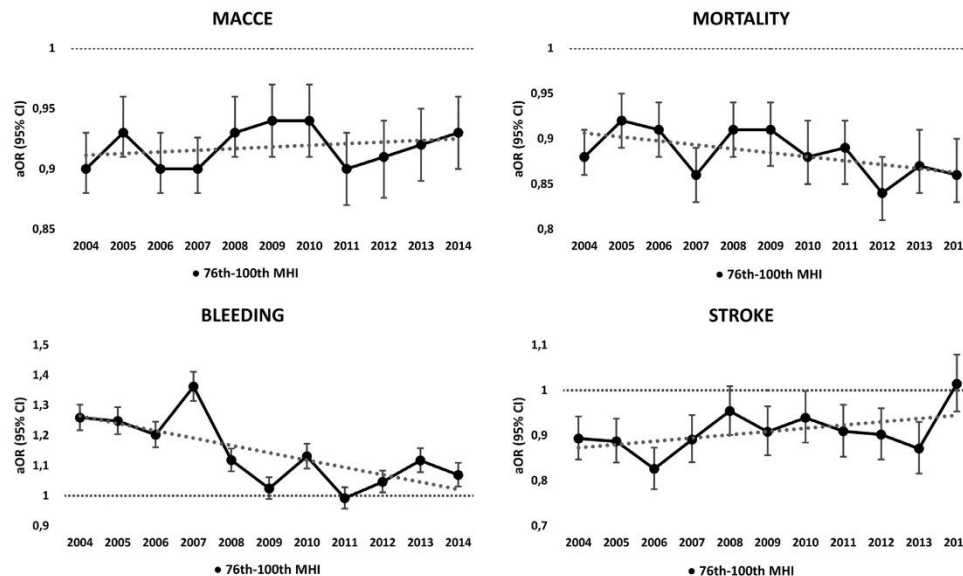 MACCE
1
0,95
0,9
0,85
aOR (95% CI)
2004 2005 2006 2007 2008 2009 2010 2011 2012 2013 2014
76th-100th MHI
MORTALITY
1
0,95
0,9
0,85
0,8
aOR (95% CI)
2004 2005 2006 2007 2008 2009 2010 2011 2012 2013 201
76th-100th MHI
BLEEDING
1,5
1,4
1,3
1,2
1,1
1
0,9
aOR (95% CI)
2004 2005 2006 2007 2008 2009 2010 2011 2012 2013 2014
76th-100th MHI
STROKE
1,1
1
0,9
0,8
0,7
aOR (95% CI)
2004 2005 2006 2007 2008 2009 2010 2011 2012 2013 201
76th-100th MHI